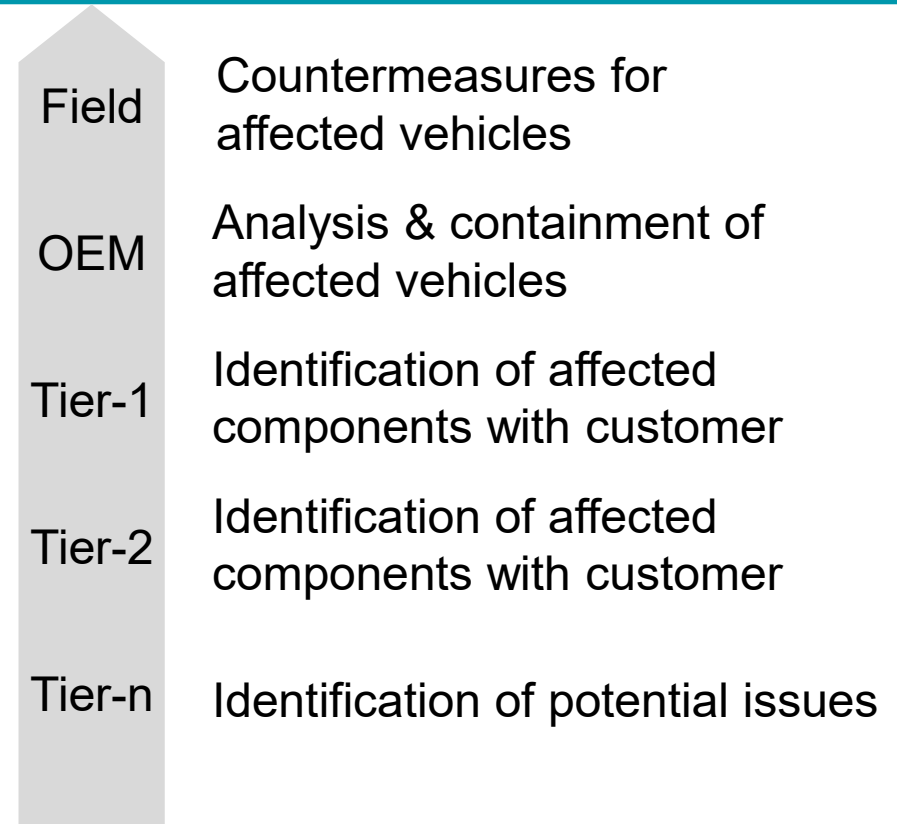 Field
Countermeasures for
affected vehicles
OEM
Analysis & containment of
affected vehicles
Tier-1
Identification of affected
components with customer
Tier-2
Identification of affected
components with customer
Tier-n
Identification of potential issues